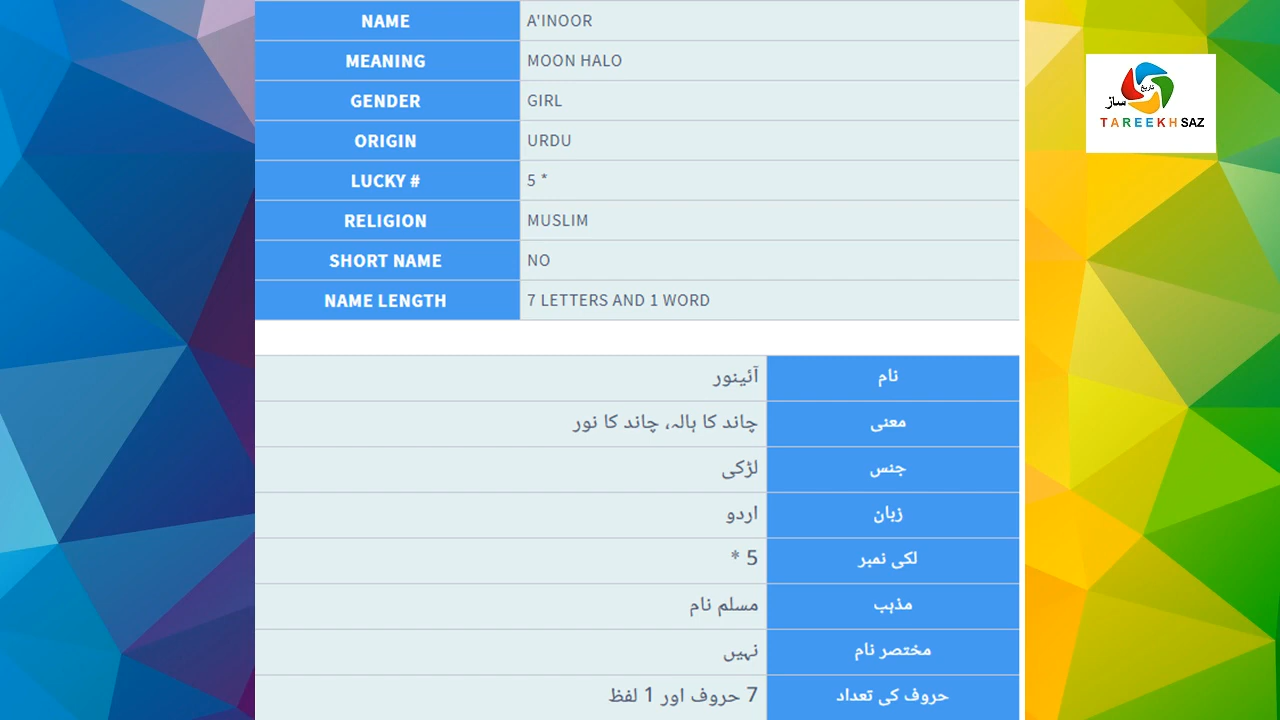 NAME A'INOOR
MEANING MOON HALO
GENDER GIRL
ORIGIN URDU
LUCKY # 5 *
RELIGION MUSLIM
SHORT NAME NO
NAME LENGTH 7 LETTERS AND 1 WORD
نام آئینور
معنی چاند کا ہالہ، چاند کا نور
جنس لڑکی
زبان اردو
لکی نمبر 5 *
مذہب مسلم نام
مختصر نام نہیں
حروف کی تعداد 7 حروف اور 1 لفظ
تاریخ
ساز
TAREEKH SAZ